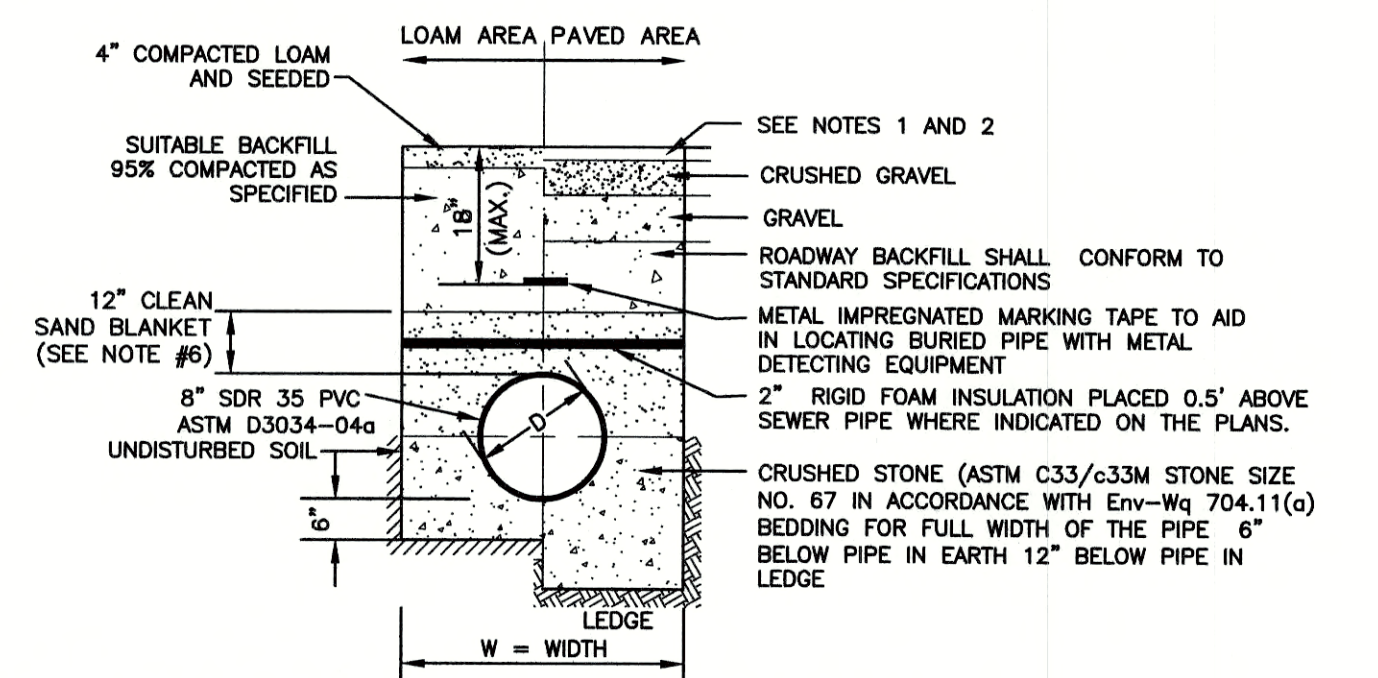 LOAM AREA PAVED AREA
4" COMPACTED LOAM
AND SEEDED
SUITABLE BACKFILL
95% COMPACTED AS
SPECIFIED
18"
(MAX.)
12" CLEAN
SAND BLANKET
(SEE NOTE #6)
8" SDR 35 PVC
ASTM D3034-04a
UNDISTURBED SOIL
6"
D
SEE NOTES 1 AND 2
CRUSHED GRAVEL
GRAVEL
ROADWAY BACKFILL SHALL CONFORM TO
STANDARD SPECIFICATIONS
METAL IMPREGNATED MARKING TAPE TO AID
IN LOCATING BURIED PIPE WITH METAL
DETECTING EQUIPMENT
2" RIGID FOAM INSULATION PLACED 0.5' ABOVE
SEWER PIPE WHERE INDICATED ON THE PLANS.
CRUSHED STONE (ASTM C33/c33M STONE SIZE
NO. 67 IN ACCORDANCE WITH Env-Wq 704.11(a)
BEDDING FOR FULL WIDTH OF THE PIPE 6"
BELOW PIPE IN EARTH 12" BELOW PIPE IN
LEDGE
LEDGE
W = WIDTH